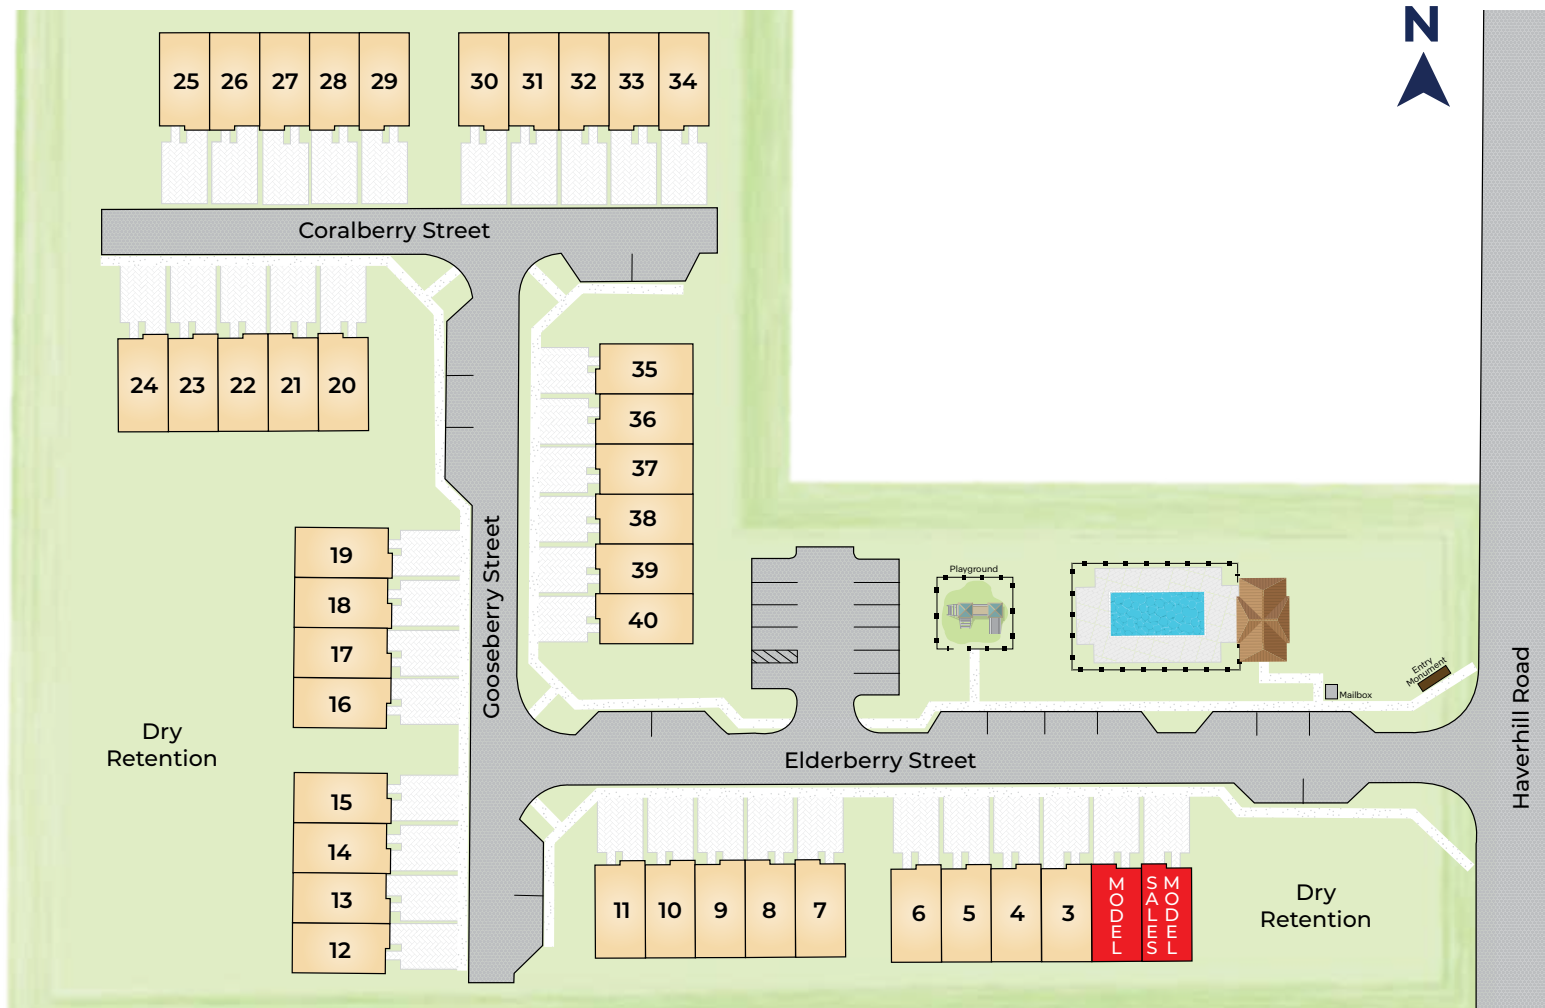 N
25 26 27 28 29 30 31 32 33 34
Coralberry Street
24 23 22 21 20
35
36
37
38
39
40
19
18
17
16
Gooseberry Street
Playground
Entry
Monument
Mailbox
Haverhill Road
Dry
Retention
Elderberry Street
15
14
13
12
11 10 9 8 7
6 5 4 3
MODEL
SALES
MODEL
Dry
Retention